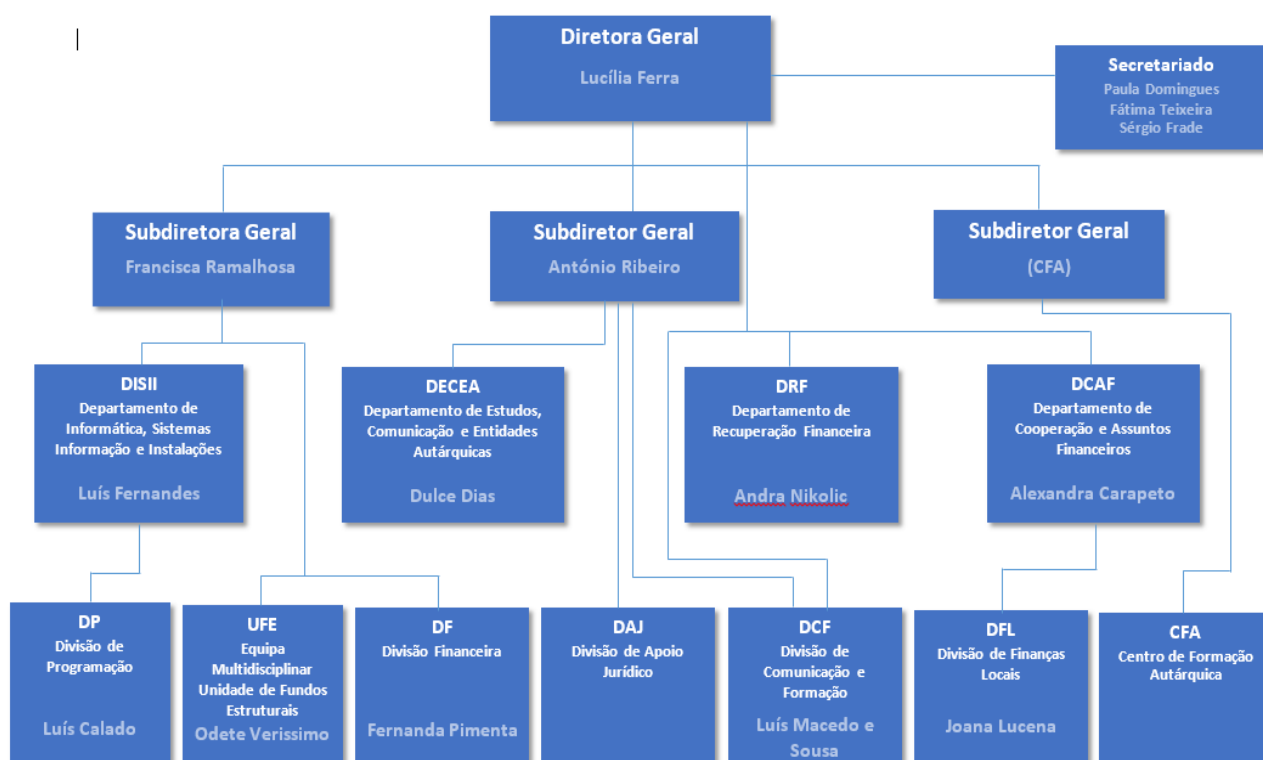 Diretora Geral
Lucília Ferra
Secretariado
Paula Domingues
Fátima Teixeira
Sérgio Frade
Subdiretora Geral
Francisca Ramalhosa
Subdiretor Geral
António Ribeiro
Subdiretor Geral
(CFA)
DISII
Departamento de
Informática, Sistemas
Informação e Instalações
Luís Fernandes
DECEA
Departamento de Estudos,
Comunicação e Entidades
Autárquicas
Dulce Dias
DRF
Departamento de
Recuperação Financeira
Andra Nikolic
DCAF
Departamento de
Cooperação e Assuntos
Financeiros
Alexandra Carapeto
DP
Divisão de
Programação
Luís Calado
UFE
Equipa
Multidisciplinar
Unidade de Fundos
Estruturais
Odete Verissimo
DF
Divisão Financeira
Fernanda Pimenta
DAJ
Divisão de Apoio
Jurídico
DCF
Divisão de
Comunicação e
Formação
Luís Macedo e
Sousa
DFL
Divisão de Finanças
Locais
Joana Lucena
CFA
Centro de Formação
Autárquica